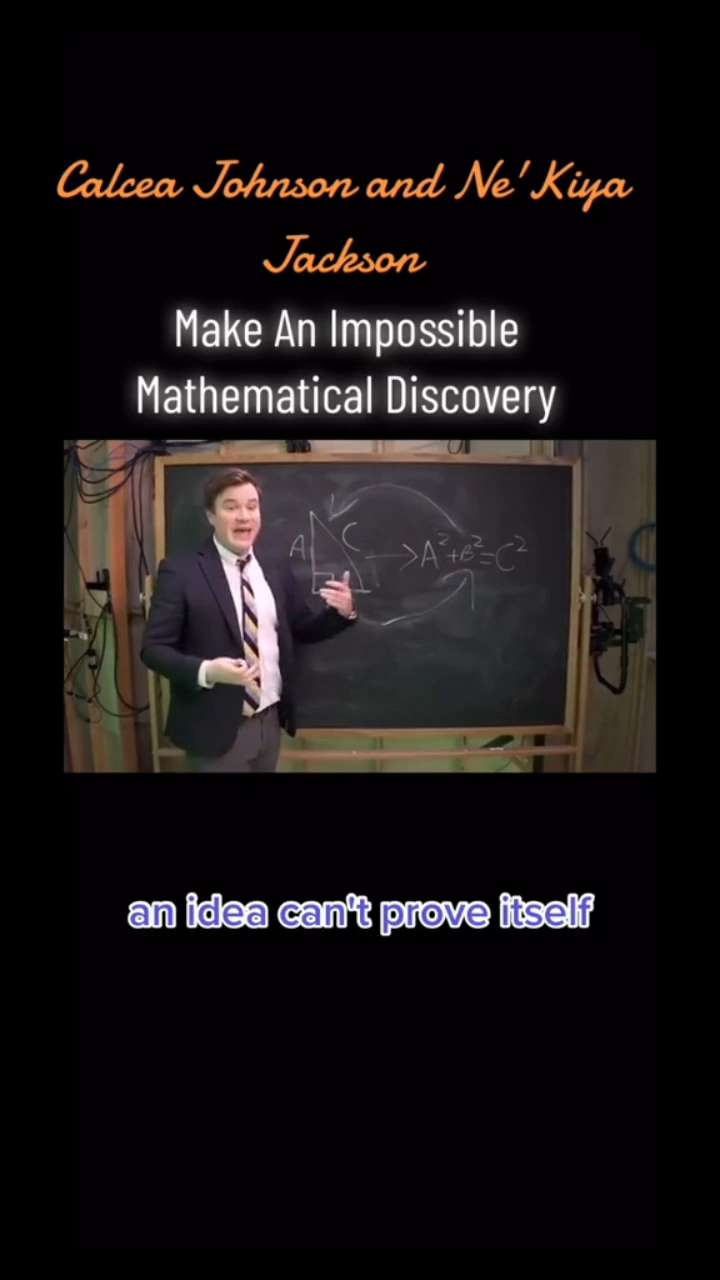 Calcea Johnson and Ne'Kiya
Jackson
Make An Impossible
Mathematical Discovery
A
C
A²+B²=C²
an idea can't prove itself